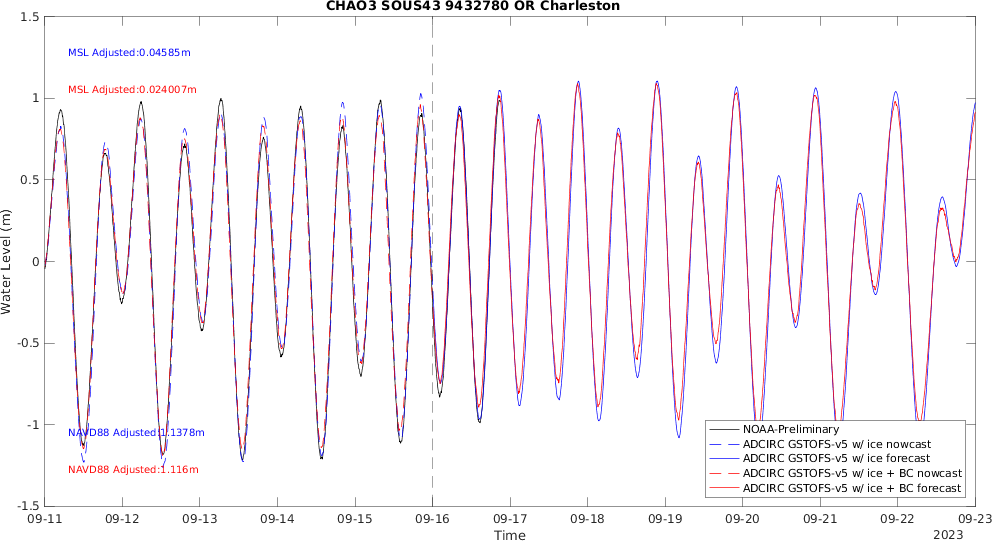 CHAO3 SOUS43 9432780 OR Charleston
1.5
MSL Adjusted:0.04585m
MSL Adjusted:0.024007m
1
0.5
0
-0.5
-1
-1.5
Water Level (m)
NAVD88 Adjusted:1.1378m
NAVD88 Adjusted:1.116m
NOAA-Preliminary
ADCIRC GSTOFS-v5 w/ ice nowcast
ADCIRC GSTOFS-v5 w/ ice forecast
ADCIRC GSTOFS-v5 w/ ice + BC nowcast
ADCIRC GSTOFS-v5 w/ ice + BC forecast
09-11 09-12 09-13 09-14 09-15 09-16 09-17 09-18 09-19 09-20 09-21 09-22 09-23
Time
2023